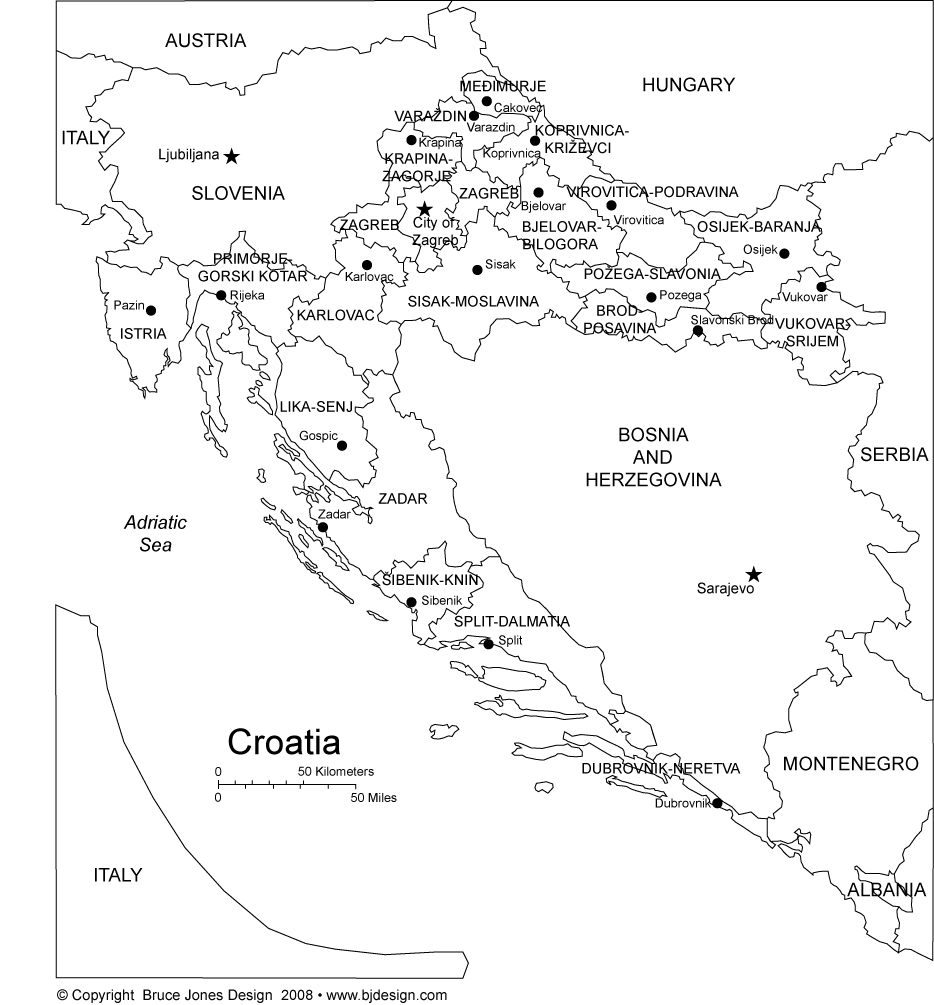 AUSTRIA
HUNGARY
MEĐIMURJE
Cakovec
VARAŽDIN
Varazdin
ITALY
KOPRIVNICA-
KRIŽEVCI
Krapina
Koprivnica
Ljubiljana
KRAPINA-
ZAGORJE
SLOVENIA
ZAGREB
Bjelovar
VIROVITICA-PODRAVINA
Virovitica
ZAGREB
City of
Zagreb
BJELOVAR-
BILOGORA
OSIJEK-BARANJA
Osijek
PRIMORJE-
GORSKI KOTAR
Karlovac
Sisak
POŽEGA-SLAVONIA
Pozega
Vukovar
Pazin
Rijeka
ISTRIA
KARLOVAC
SISAK-MOSLAVINA
BROD-
POSAVINA
Slavonski Brod
VUKOVAR-
SRIJEM
LIKA-SENJ
Gospic
BOSNIA
AND
HERZEGOVINA
SERBIA
ZADAR
Zadar
Adriatic
Sea
ŠIBENIK-KNIN
Sibenik
Sarajevo
SPLIT-DALMATIA
Split
Croatia
0 50 Kilometers
0 50 Miles
DUBROVNIK-NERETVA
Dubrovnik
MONTENEGRO
ITALY
ALBANIA
© Copyright Bruce Jones Design 2008 • www.bjdesign.com